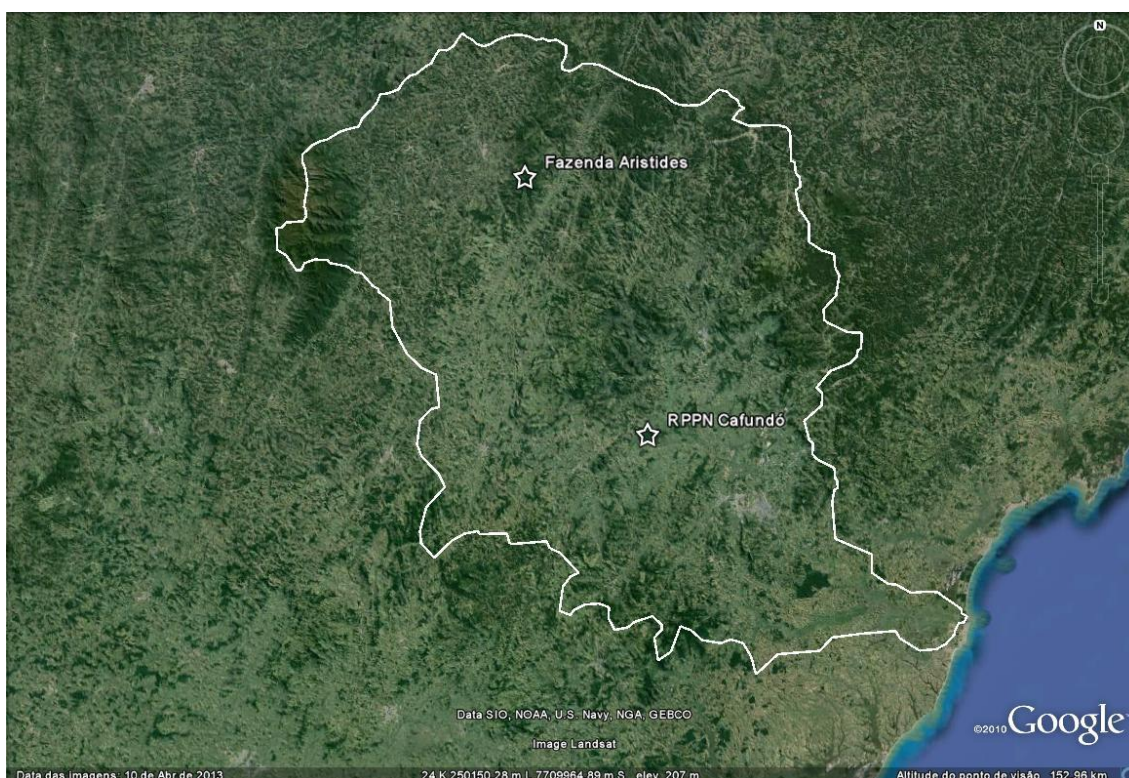 N
Fazenda Aristides
RPPN Cafundó
Data SIO, NOAA, U.S. Navy, NGA, GEBCO
Image Landsat
©2010 Google
Data das imagens: 10 de Abr de 2013 24 K 250150.28 m L 7709964.89 m S elev 207 m Altitude do ponto de visão 152.96 km